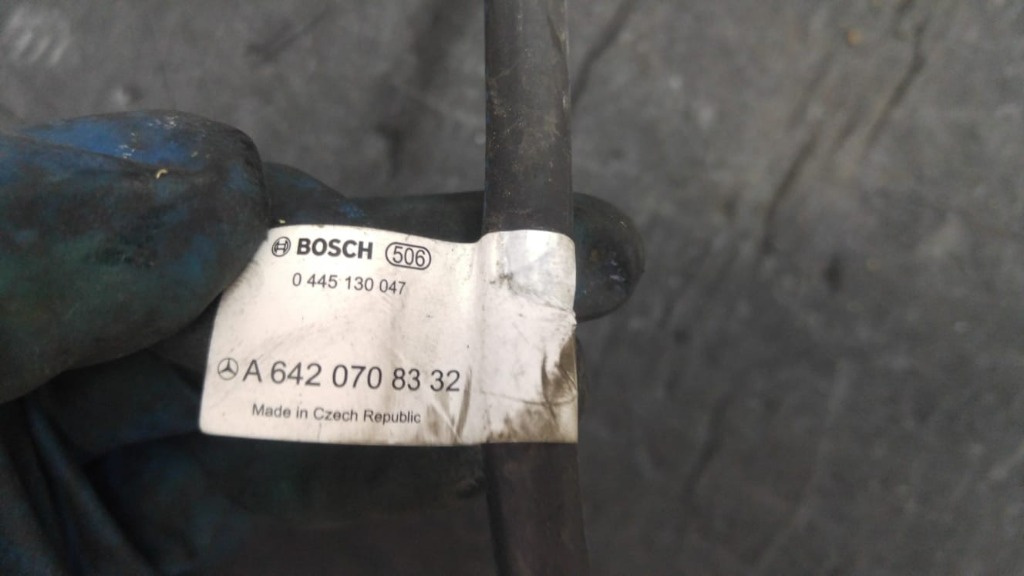 BOSCH 506
0 445 130 047
A 642 070 83 32
Made in Czech Republic